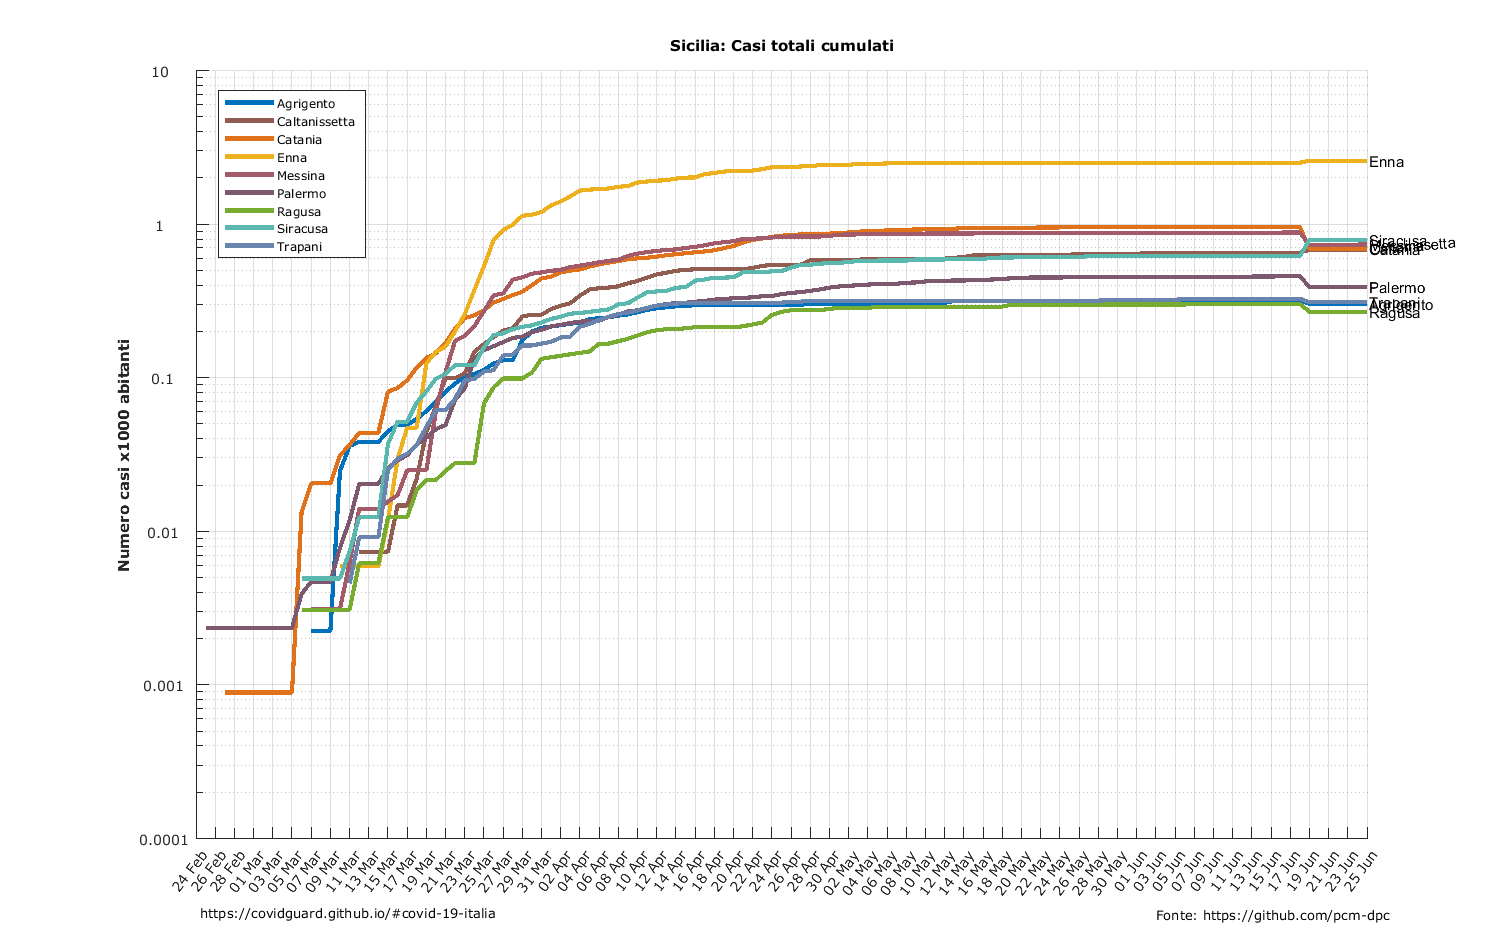 Sicilia: Casi totali cumulati
Numero casi x1000 abitanti
10
1
0.1
0.01
0.001
0.0001
Agrigento
Caltanissetta
Catania
Enna
Messina
Palermo
Ragusa
Siracusa
Trapani
Enna
Siracusa
Catania
Palermo
Trapani
Agrigento
Ragusa
24 Feb
26 Feb
28 Feb
01 Mar
03 Mar
05 Mar
07 Mar
09 Mar
11 Mar
13 Mar
15 Mar
17 Mar
19 Mar
21 Mar
23 Mar
25 Mar
27 Mar
29 Mar
31 Mar
02 Apr
04 Apr
06 Apr
08 Apr
10 Apr
12 Apr
14 Apr
16 Apr
18 Apr
20 Apr
22 Apr
24 Apr
26 Apr
28 Apr
30 Apr
02 May
04 May
06 May
08 May
10 May
12 May
14 May
16 May
18 May
20 May
22 May
24 May
26 May
28 May
30 May
01 Jun
03 Jun
05 Jun
07 Jun
09 Jun
11 Jun
13 Jun
15 Jun
17 Jun
19 Jun
21 Jun
23 Jun
25 Jun
https://covidguard.github.io/#covid-19-italia
Fonte: https://github.com/pcm-dpc